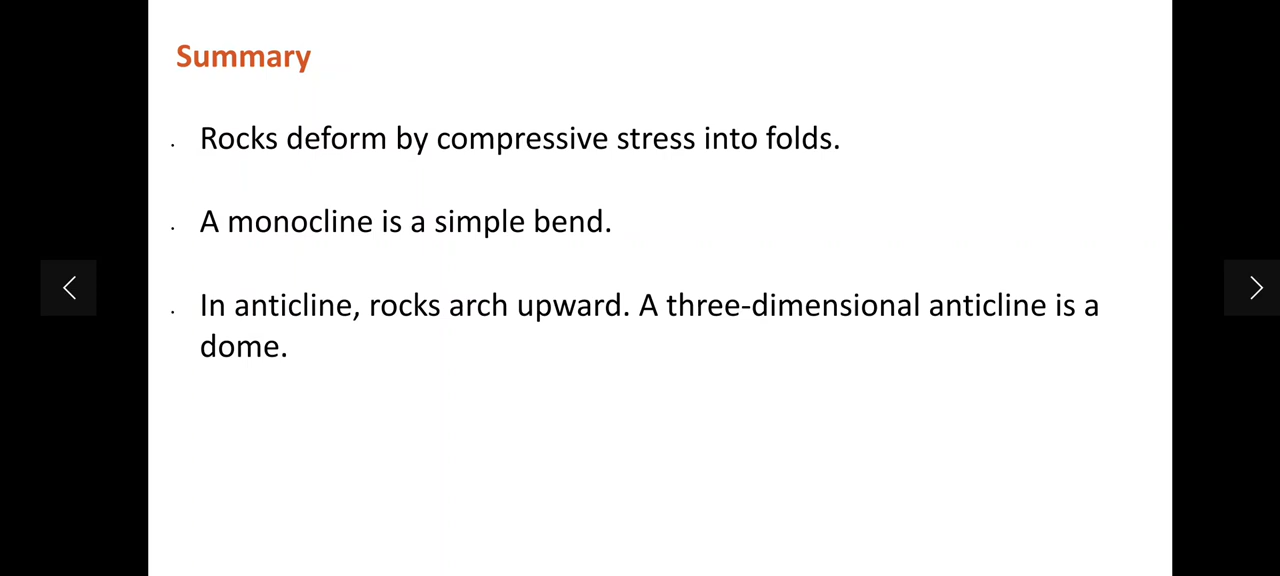 Summary
. Rocks deform by compressive stress into folds.
. A monocline is a simple bend.
. In anticline, rocks arch upward. A three-dimensional anticline is a
dome.